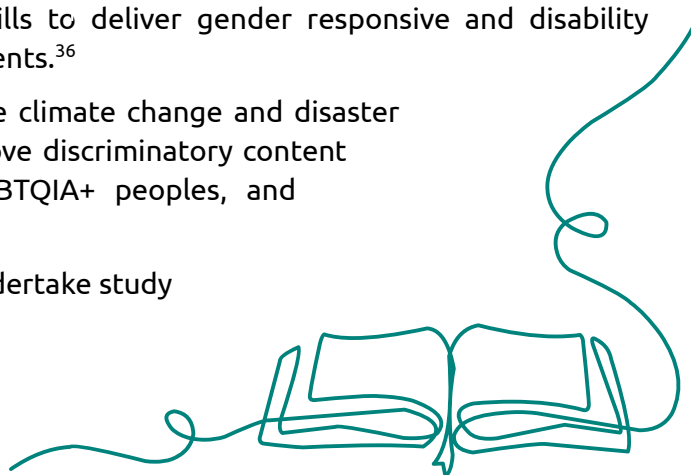 ills to deliver gender responsive and disability
ents.³⁶
e climate change and disaster
ove discriminatory content
BTQIA+ peoples, and
dertake study